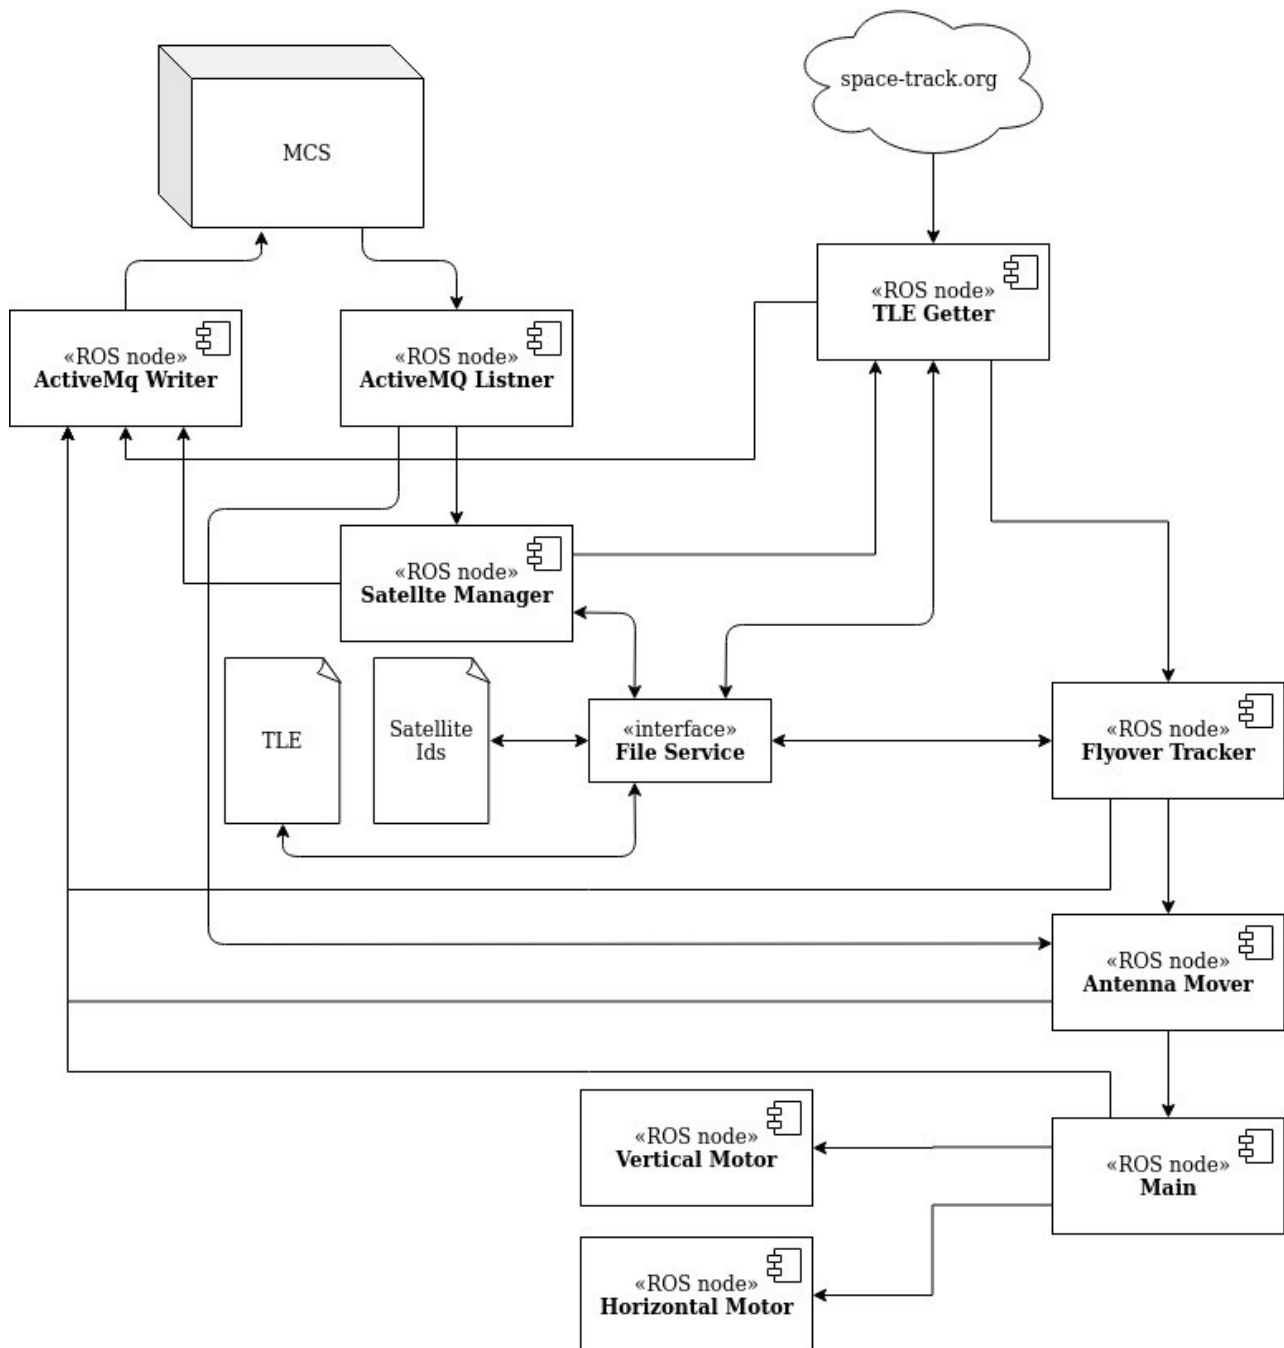 space-track.org
MCS
«ROS node»
TLE Getter
«ROS node»
ActiveMq Writer
«ROS node»
ActiveMQ Listner
«ROS node»
Satellte Manager
TLE
Satellite
Ids
«interface»
File Service
«ROS node»
Flyover Tracker
«ROS node»
Antenna Mover
«ROS node»
Vertical Motor
«ROS node»
Main
«ROS node»
Horizontal Motor